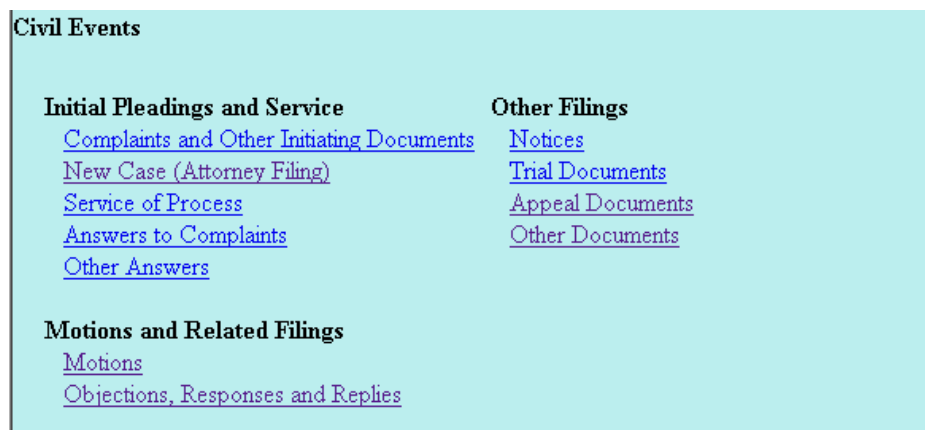 Civil Events
Initial Pleadings and Service
Complaints and Other Initiating Documents
New Case (Attorney Filing)
Service of Process
Answers to Complaints
Other Answers
Motions and Related Filings
Motions
Objections, Responses and Replies
Other Filings
Notices
Trial Documents
Appeal Documents
Other Documents